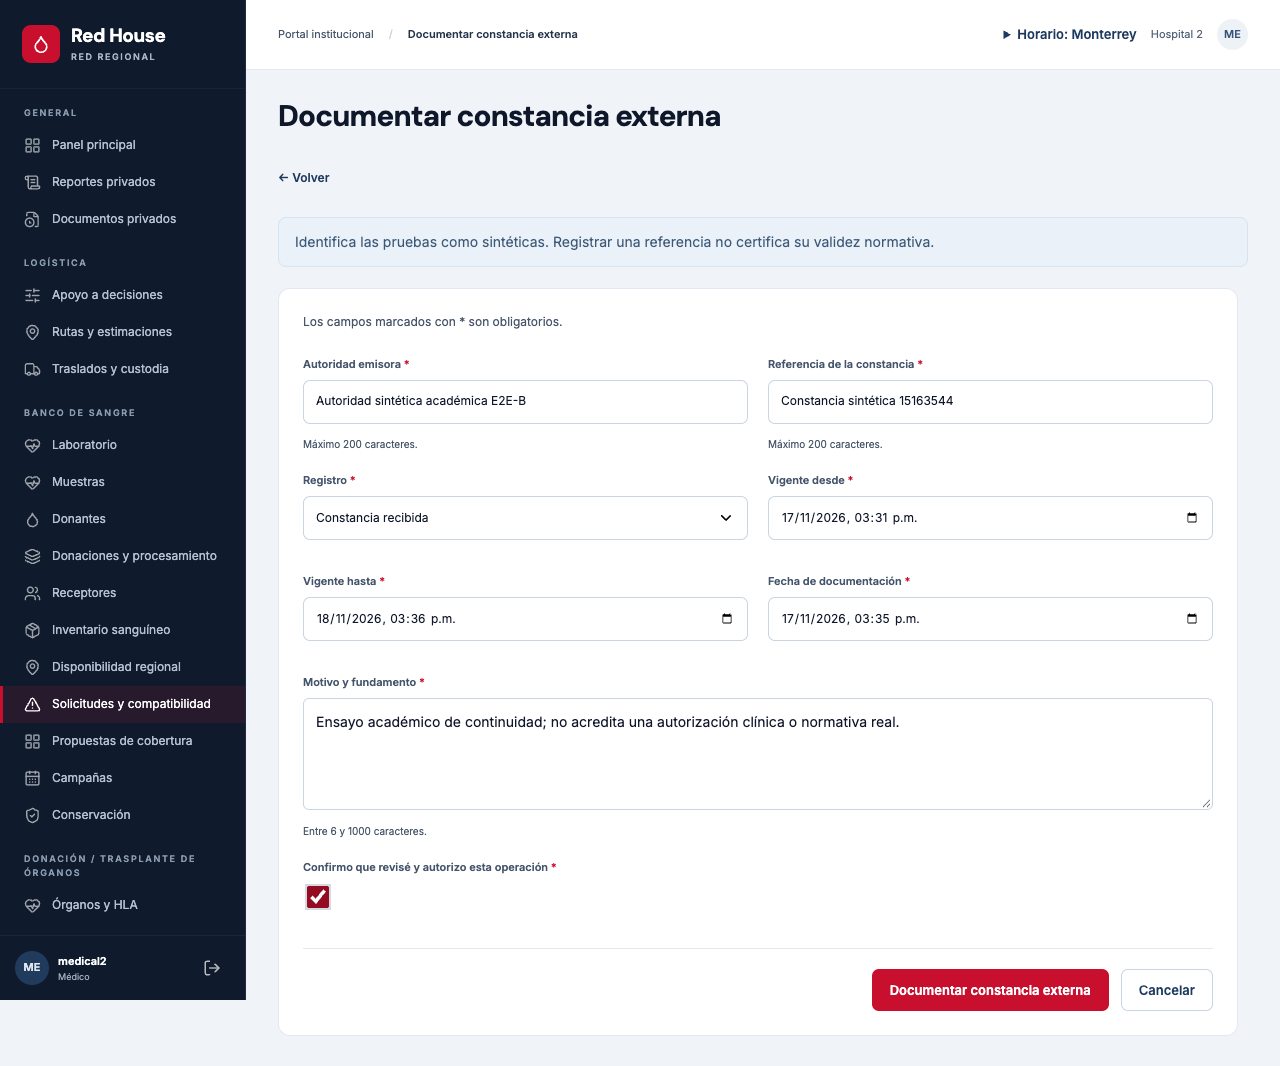 Red House
RED REGIONAL
GENERAL
Panel principal
Reportes privados
Documentos privados
LOGÍSTICA
Apoyo a decisiones
Rutas y estimaciones
Traslados y custodia
BANCO DE SANGRE
Laboratorio
Muestras
Donantes
Donaciones y procesamiento
Receptores
Inventario sanguíneo
Disponibilidad regional
Solicitudes y compatibilidad
Propuestas de cobertura
Campañas
Conservación
DONACIÓN / TRASPLANTE DE
ÓRGANOS
Órganos y HLA
ME
medical2
Médico
Portal institucional / Documentar constancia externa
Horario: Monterrey
Hospital 2
ME
Documentar constancia externa
← Volver
Identifica las pruebas como sintéticas. Registrar una referencia no certifica su validez normativa.
Los campos marcados con * son obligatorios.
Autoridad emisora *
Autoridad sintética académica E2E-B
Máximo 200 caracteres.
Referencia de la constancia *
Constancia sintética 15163544
Máximo 200 caracteres.
Registro *
Constancia recibida
Vigente desde *
17/11/2026, 03:31 p.m.
Vigente hasta *
18/11/2026, 03:36 p.m.
Fecha de documentación *
17/11/2026, 03:35 p.m.
Motivo y fundamento *
Ensayo académico de continuidad; no acredita una autorización clínica o normativa real.
Entre 6 y 1000 caracteres.
Confirmo que revisé y autorizo esta operación *
Documentar constancia externa
Cancelar